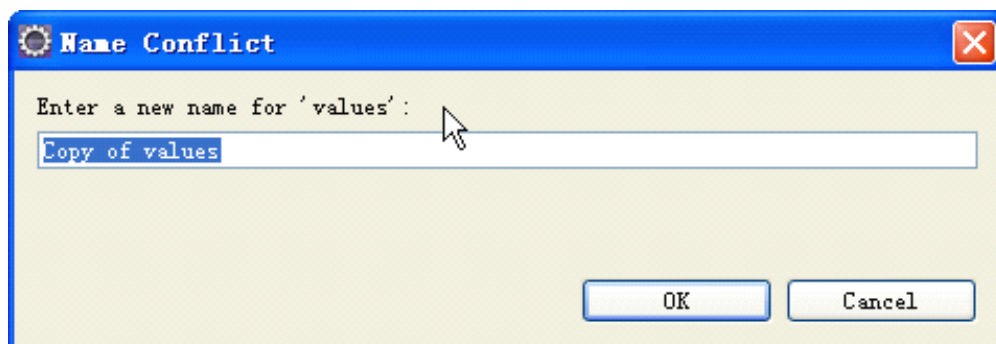 Name Conflict
Enter a new name for 'values':
Copy of values
OK
Cancel